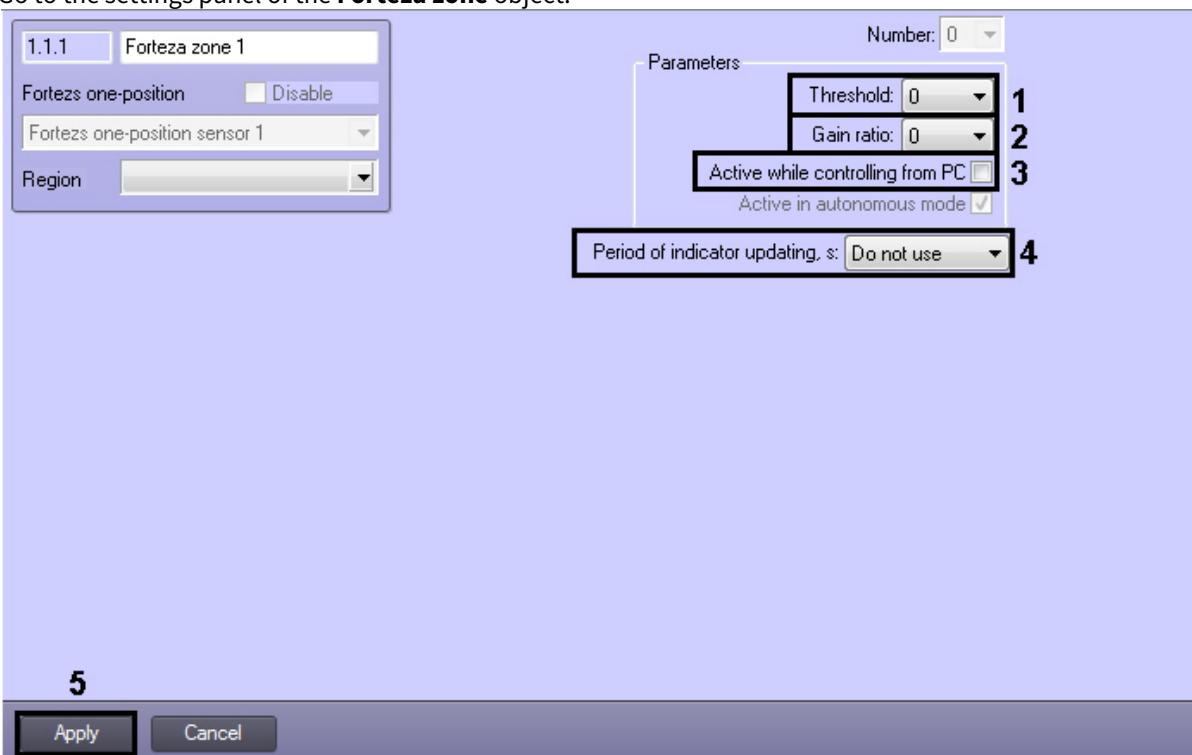 Go to the settings panel of the Forteza zone object.
1.1.1 Forteza zone 1
Fortezs one-position Disable
Fortezs one-position sensor 1
Region
Number: 0
Parameters
Threshold: 0 1
Gain ratio: 0 2
Active while controlling from PC 3
Active in autonomous mode
Period of indicator updating, s: Do not use 4
5
Apply Cancel